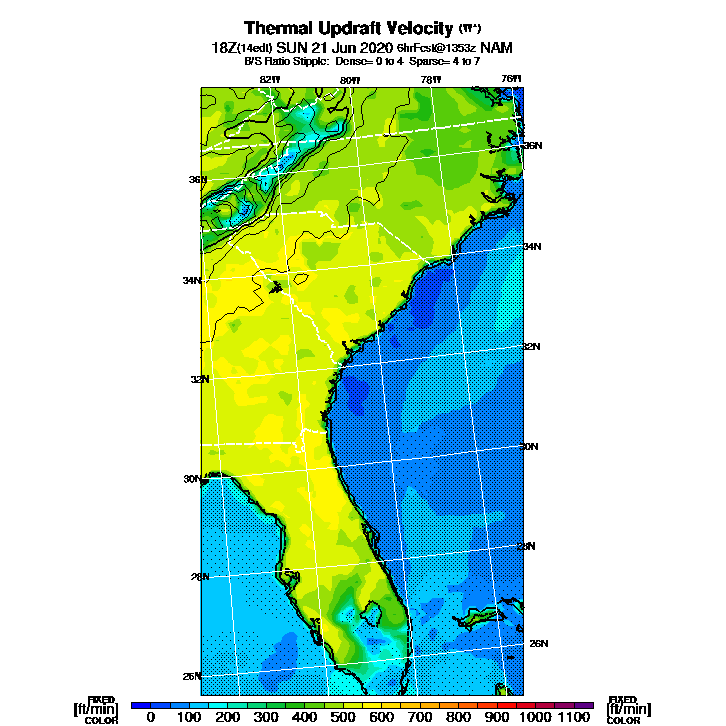 Thermal Updraft Velocity (W*)
18Z(14edt) SUN 21 Jun 2020 6hrFcst@1353z NAM
B/S Ratio Stipple: Dense= 0 to 4 Sparse= 4 to 7
82W 80W 78W 76W
36N
36N
34N
34N
32N
32N
30N
30N
28N
28N
26N
26N
FIXED FIXED
[ft/min] [ft/min]
COLOR COLOR
0 100 200 300 400 500 600 700 800 900 1000 1100